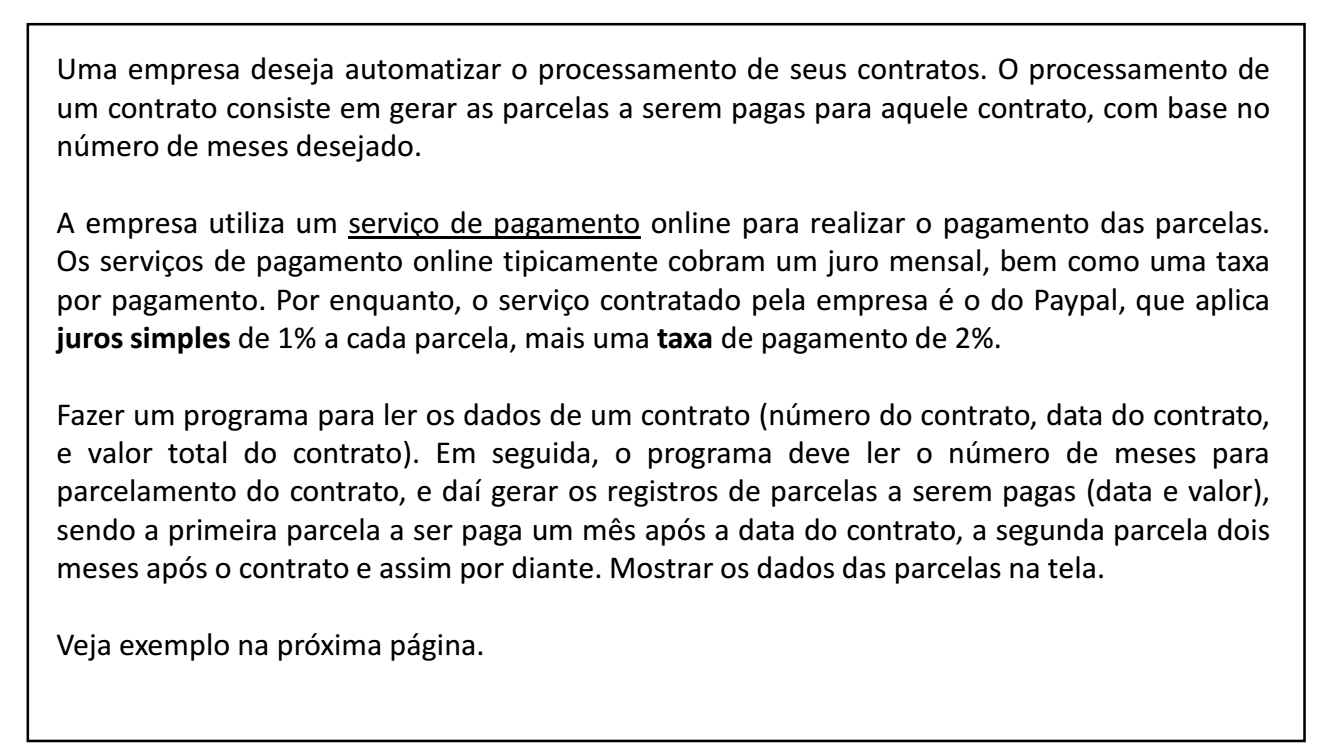 Uma empresa deseja automatizar o processamento de seus contratos. O processamento de
um contrato consiste em gerar as parcelas a serem pagas para aquele contrato, com base no
número de meses desejado.
A empresa utiliza um serviço de pagamento online para realizar o pagamento das parcelas.
Os serviços de pagamento online tipicamente cobram um juro mensal, bem como uma taxa
por pagamento. Por enquanto, o serviço contratado pela empresa é o do Paypal, que aplica
juros simples de 1% a cada parcela, mais uma taxa de pagamento de 2%.
Fazer um programa para ler os dados de um contrato (número do contrato, data do contrato,
e valor total do contrato). Em seguida, o programa deve ler o número de meses para
parcelamento do contrato, e daí gerar os registros de parcelas a serem pagas (data e valor),
sendo a primeira parcela a ser paga um mês após a data do contrato, a segunda parcela dois
meses após o contrato e assim por diante. Mostrar os dados das parcelas na tela.
Veja exemplo na próxima página.